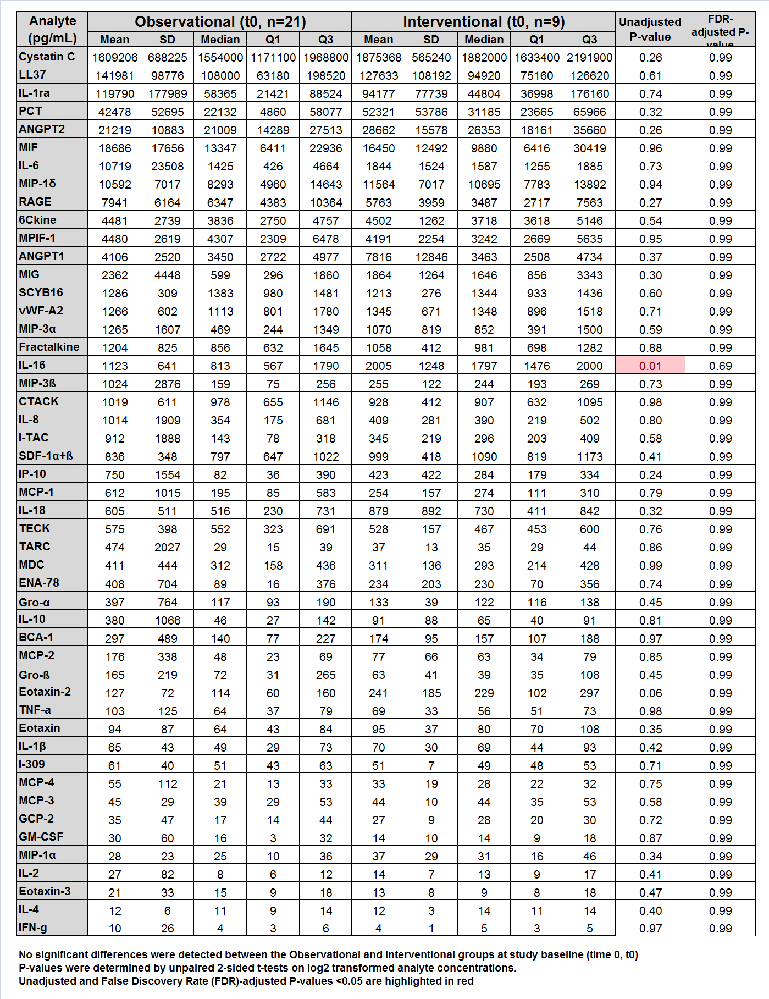 Analyte (pg/mL) Observational (t0, n=21) Interventional (t0, n=9) Unadjusted P-value FDR-adjusted P-value
Mean SD Median Q1 Q3 Mean SD Median Q1 Q3
Cystatin C 1609206 688225 1554000 1171100 1968800 1875368 565240 1882000 1633400 2191900 0.26 0.99
LL37 141981 98776 108000 63180 198520 127633 108192 94920 75160 126620 0.61 0.99
IL-1ra 119790 177989 58365 21421 88524 94177 77739 44804 36998 176160 0.74 0.99
PCT 42478 52695 22132 4860 58077 52321 53786 31185 23665 65966 0.32 0.99
ANGPT2 21219 10883 21009 14289 27513 28662 15578 26353 18161 35660 0.26 0.99
MIF 18686 17656 13347 6411 22936 16450 12492 9880 6416 30419 0.96 0.99
IL-6 10719 23508 1425 426 4664 1844 1524 1587 1255 1885 0.73 0.99
MIP-1δ 10592 7017 8293 4960 14643 11564 7017 10695 7783 13892 0.94 0.99
RAGE 7941 6164 6347 4383 10364 5763 3959 3487 2717 7563 0.27 0.99
6Ckine 4481 2739 3836 2750 4757 4502 1262 3718 3618 5146 0.54 0.99
MPIF-1 4480 2619 4307 2309 6478 4191 2254 3242 2669 5635 0.95 0.99
ANGPT1 4106 2520 3450 2722 4977 7816 12846 3463 2508 4734 0.37 0.99
MIG 2362 4448 599 296 1860 1864 1264 1646 856 3343 0.30 0.99
SCYB16 1286 309 1383 980 1481 1213 276 1344 933 1436 0.60 0.99
vWF-A2 1266 602 1113 801 1780 1345 671 1348 896 1518 0.71 0.99
MIP-3α 1265 1607 469 244 1349 1070 819 852 391 1500 0.59 0.99
Fractalkine 1204 825 856 632 1645 1058 412 981 698 1282 0.88 0.99
IL-16 1123 641 813 567 1790 2005 1248 1797 1476 2000 0.01 0.69
MIP-3ß 1024 2876 159 75 256 255 122 244 193 269 0.73 0.99
CTACK 1019 611 978 655 1146 928 412 907 632 1095 0.98 0.99
IL-8 1014 1909 354 175 681 409 281 390 219 502 0.80 0.99
I-TAC 912 1888 143 78 318 345 219 296 203 409 0.58 0.99
SDF-1α+ß 836 348 797 647 1022 999 418 1090 819 1173 0.41 0.99
IP-10 750 1554 82 36 390 423 422 284 179 334 0.24 0.99
MCP-1 612 1015 195 85 583 254 157 274 111 310 0.79 0.99
IL-18 605 511 516 230 731 879 892 730 411 842 0.32 0.99
TECK 575 398 552 323 691 528 157 467 453 600 0.76 0.99
TARC 474 2027 29 15 39 37 13 35 29 44 0.86 0.99
MDC 411 444 312 158 436 311 136 293 214 428 0.99 0.99
ENA-78 408 704 89 16 376 234 203 230 70 356 0.74 0.99
Gro-α 397 764 117 93 190 133 39 122 116 138 0.45 0.99
IL-10 380 1066 46 27 142 91 88 65 40 91 0.81 0.99
BCA-1 297 489 140 77 227 174 95 157 107 188 0.97 0.99
MCP-2 176 338 48 23 69 77 66 63 34 79 0.85 0.99
Gro-ß 165 219 72 31 265 63 41 39 35 108 0.45 0.99
Eotaxin-2 127 72 114 60 160 241 185 229 102 297 0.06 0.99
TNF-a 103 125 64 37 79 69 33 56 51 73 0.98 0.99
Eotaxin 94 87 64 43 84 95 37 80 70 108 0.35 0.99
IL-1β 65 43 49 29 73 70 30 69 44 93 0.42 0.99
I-309 61 40 51 43 63 51 7 49 48 53 0.71 0.99
MCP-4 55 112 21 13 33 33 19 28 22 32 0.75 0.99
MCP-3 45 29 39 29 53 44 10 44 35 53 0.58 0.99
GCP-2 35 47 17 14 44 27 9 28 20 30 0.72 0.99
GM-CSF 30 60 16 3 32 14 10 14 9 18 0.87 0.99
MIP-1α 28 23 25 10 36 37 29 31 16 46 0.34 0.99
IL-2 27 82 8 6 12 14 7 13 9 17 0.41 0.99
Eotaxin-3 21 33 15 9 18 13 8 9 8 18 0.47 0.99
IL-4 12 6 11 9 14 12 3 14 11 14 0.40 0.99
IFN-g 10 26 4 3 6 4 1 5 3 5 0.97 0.99
No significant differences were detected between the Observational and Interventional groups at study baseline (time 0, t0)
P-values were determined by unpaired 2-sided t-tests on log2 transformed analyte concentrations.
Unadjusted and False Discovery Rate (FDR)-adjusted P-values <0.05 are highlighted in red